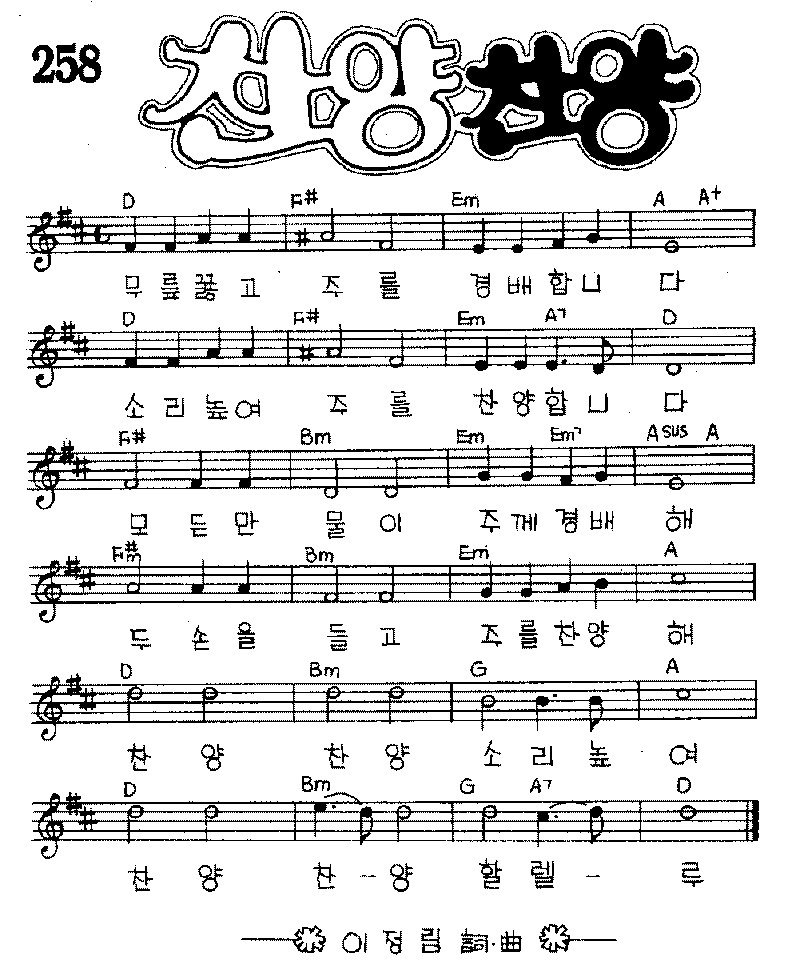 258
찬양 찬양
D F# Em A A+
무릎꿇고 주를 경배합니다
D F# Em A7 D
소리높여 주를 찬양합니다
F# Bm Em Em7 Asus A
모든만물이 주께경배해
F#m Bm Em A
두손을들고 주를찬양해
D Bm G A
찬양 찬양 소리높여
D Bm G A7 D
찬양 찬-양 할렐-루
이정림 詞·曲